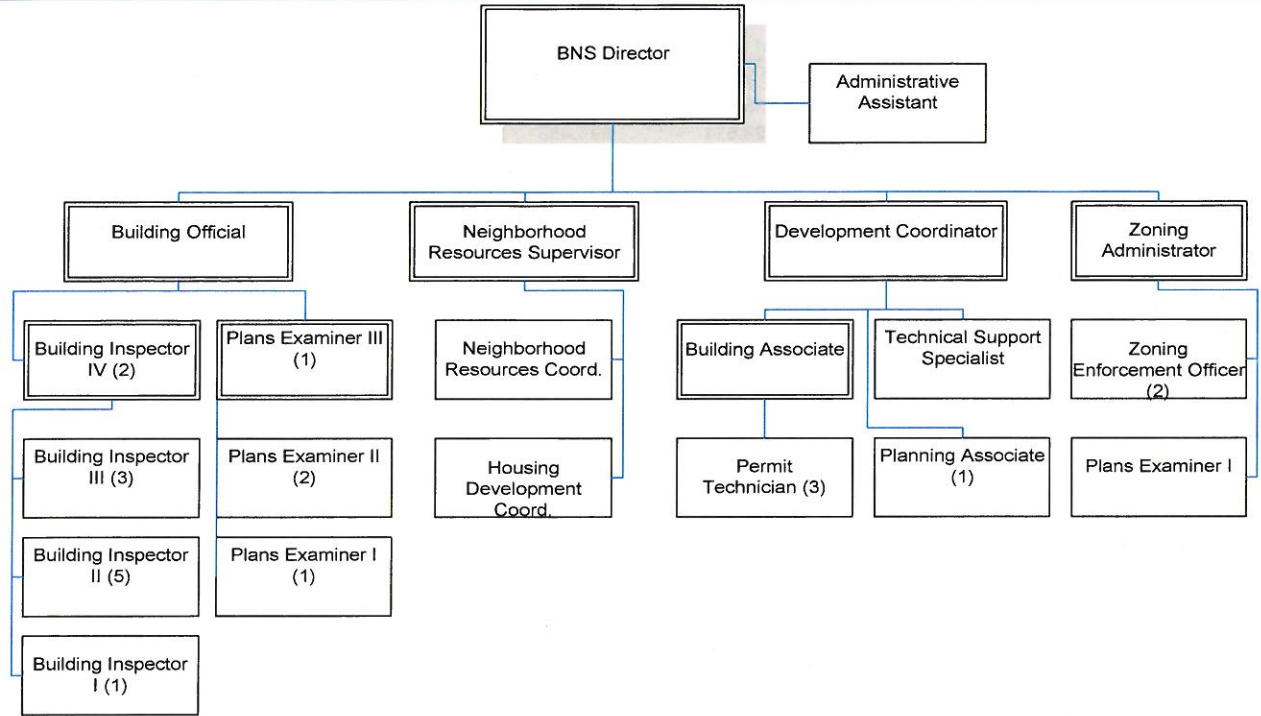 BNS Director
Administrative
Assistant
Building Official
Neighborhood
Resources Supervisor
Development Coordinator
Zoning
Administrator
Building Inspector
IV (2)
Plans Examiner III
(1)
Neighborhood
Resources Coord.
Building Associate
Technical Support
Specialist
Zoning
Enforcement Officer
(2)
Building Inspector
III (3)
Plans Examiner II
(2)
Housing
Development
Coord.
Permit
Technician (3)
Planning Associate
(1)
Plans Examiner I
Building Inspector
II (5)
Plans Examiner I
(1)
Building Inspector
I (1)